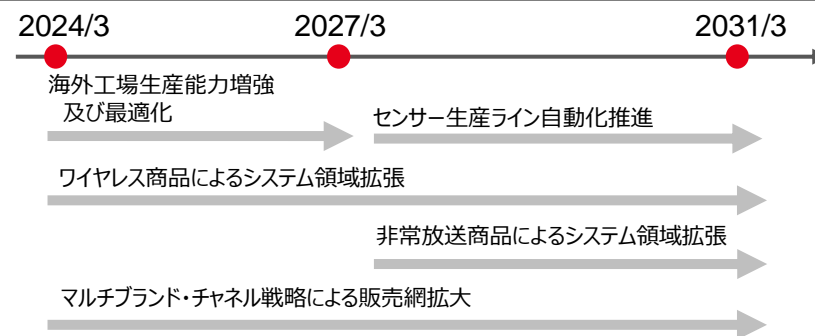 2024/3 2027/3 2031/3
海外工場生産能力増強
及び最適化
センサー生産ライン自動化推進
ワイヤレス商品によるシステム領域拡張
非常放送商品によるシステム領域拡張
マルチブランド・チャネル戦略による販売網拡大